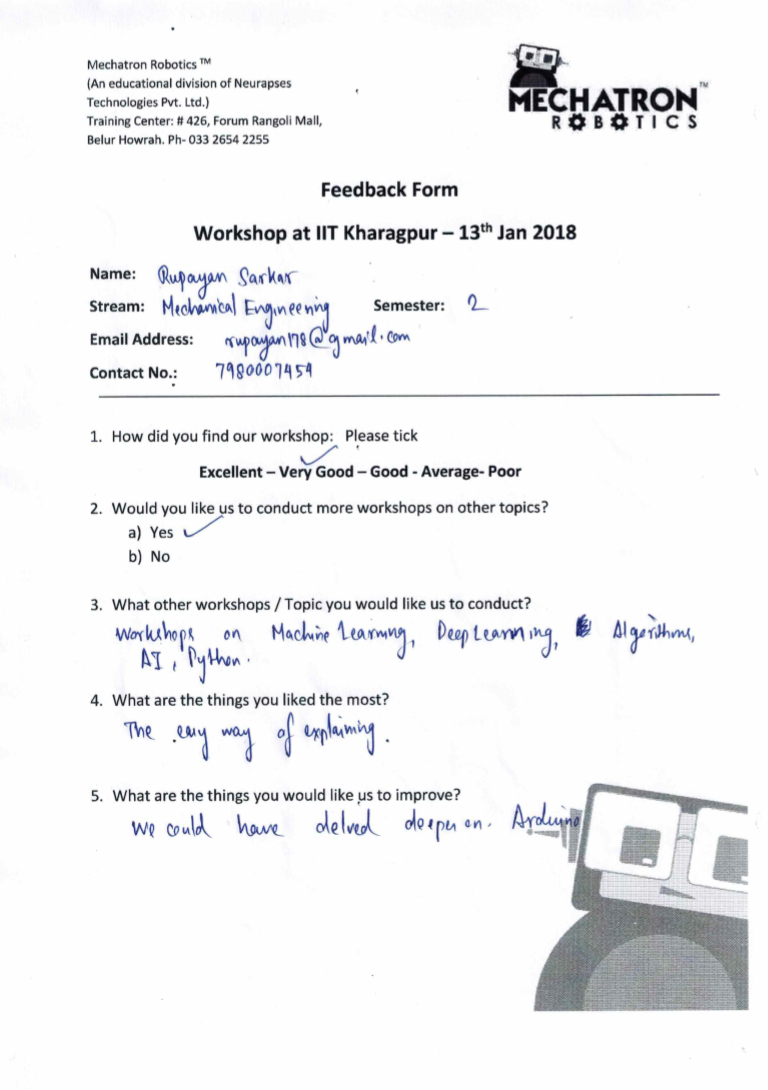 Mechatron Robotics TM
(An educational division of Neurapses
Technologies Pvt. Ltd.)
Training Center: # 426, Forum Rangoli Mall,
Belur Howrah. Ph- 033 2654 2255
MECHATRON TM
ROBOTICS
Feedback Form
Workshop at IIT Kharagpur – 13th Jan 2018
Name: Rupayan Sarkar
Stream: Mechanical Engineering Semester: 2
Email Address: rupayan178@gmail.com
Contact No.: 7980007454
1. How did you find our workshop: Please tick
Excellent – Very Good – Good - Average- Poor
2. Would you like us to conduct more workshops on other topics?
a) Yes
b) No
3. What other workshops / Topic you would like us to conduct?
Workshops on Machine Learning, Deep Learning, Algorithms,
AI, Python.
4. What are the things you liked the most?
The easy way of explaining.
5. What are the things you would like us to improve?
We could have delved deeper on. Arduino